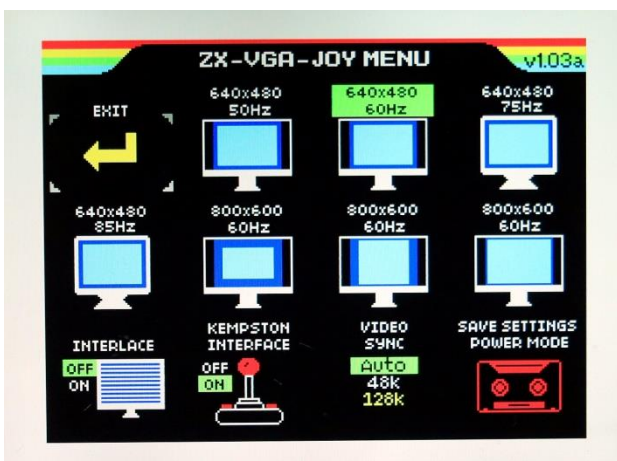 ZX-VGA-JOY MENU
v1.03a
EXIT
640x480
50Hz
640x480
60Hz
640x480
75Hz
640x480
85Hz
800x600
60Hz
800x600
60Hz
800x600
60Hz
INTERLACE
OFF
ON
KEMPSTON
INTERFACE
OFF
ON
VIDEO
SYNC
Auto
48k
128k
SAVE SETTINGS
POWER MODE